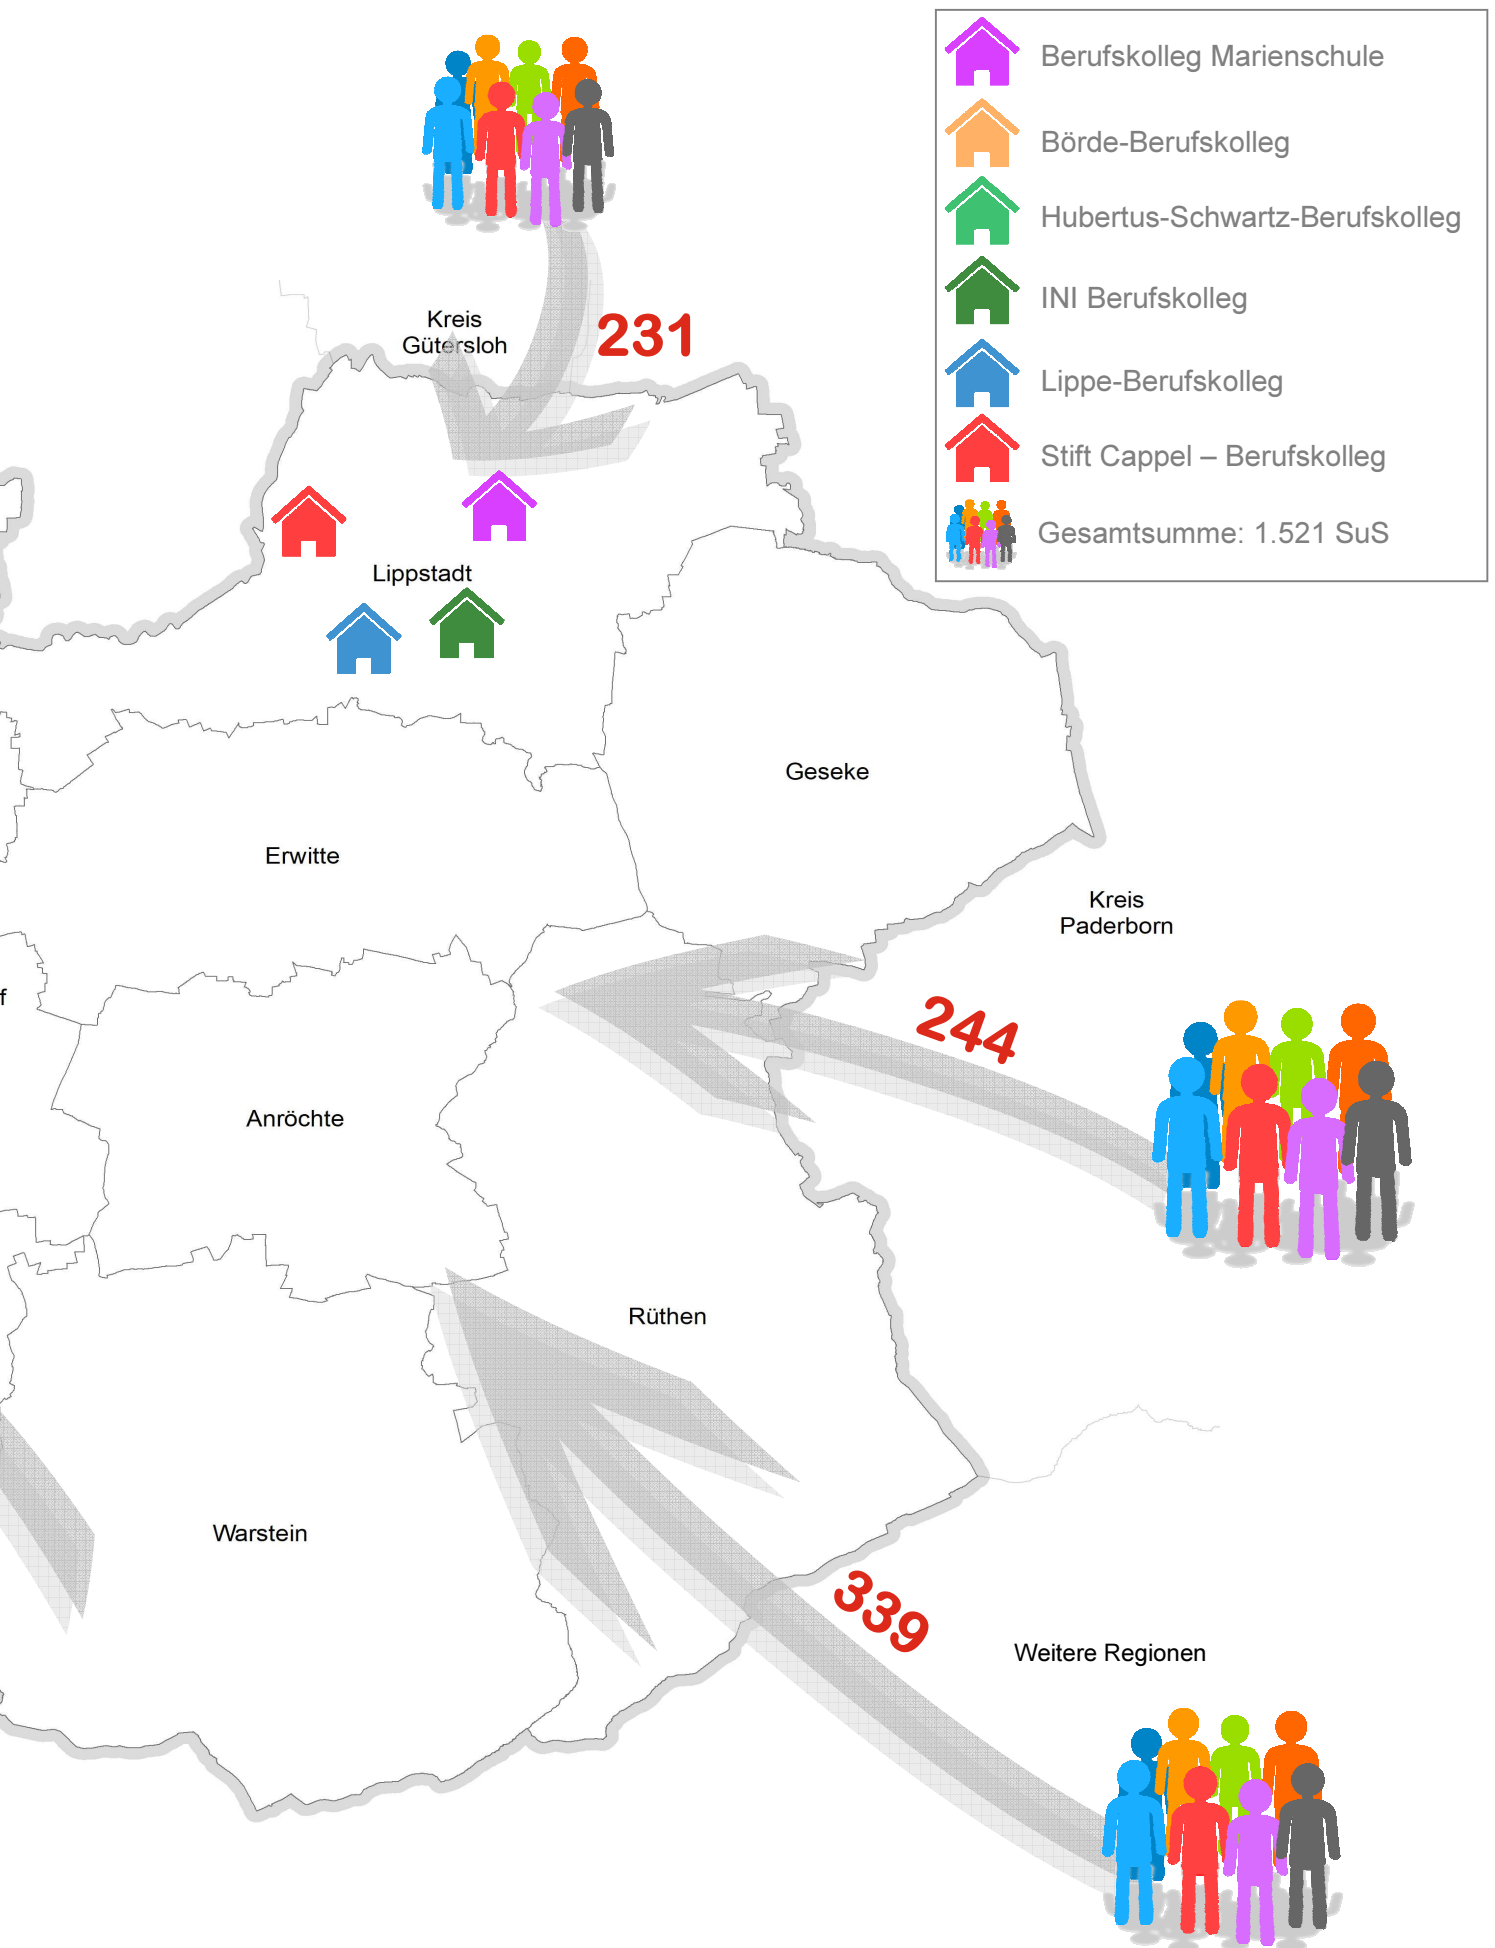 Berufskolleg Marienschule
Börde-Berufskolleg
Hubertus-Schwartz-Berufskolleg
INI Berufskolleg
Lippe-Berufskolleg
Stift Cappel – Berufskolleg
Gesamtsumme: 1.521 SuS
Kreis
Gütersloh
231
Lippstadt
Geseke
Erwitte
Kreis
Paderborn
f
244
Anröchte
Rüthen
Warstein
339
Weitere Regionen